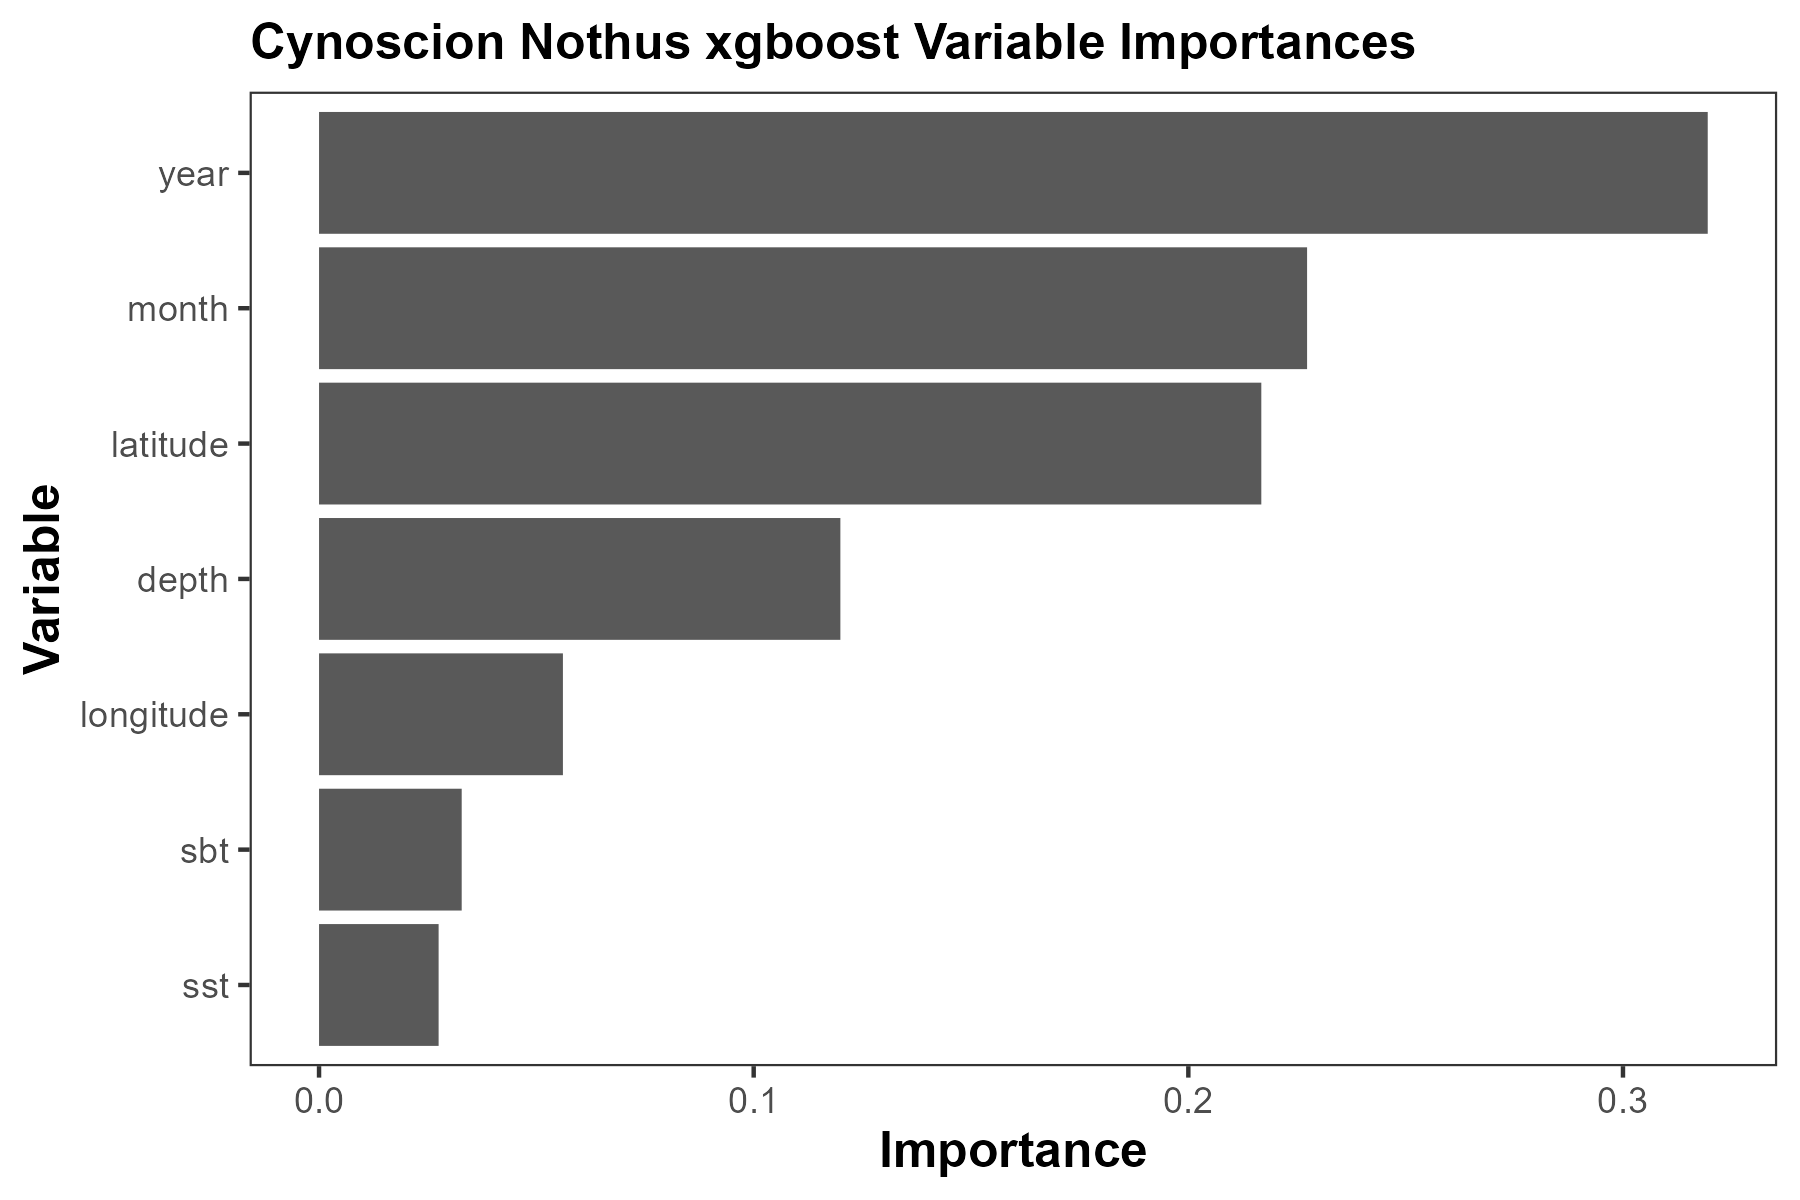 Cynoscion Nothus xgboost Variable Importances
year
month
latitude
depth
longitude
sbt
sst
Variable
0.0 0.1 0.2 0.3
Importance